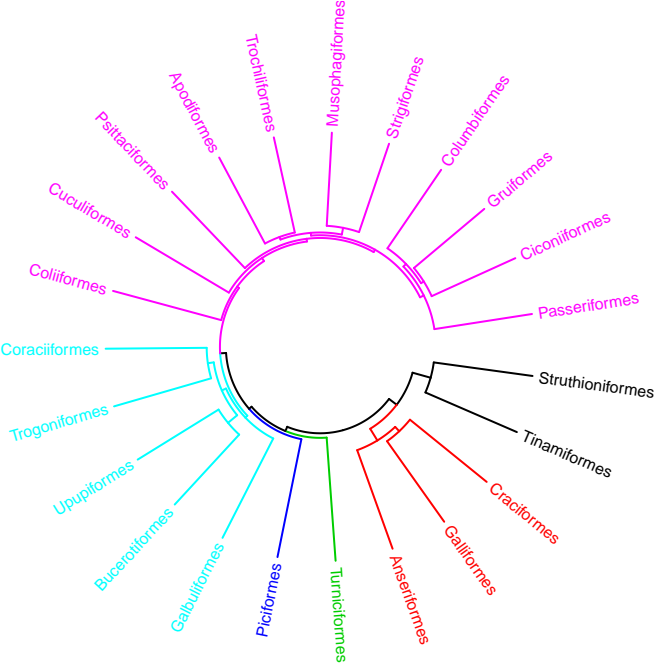 Musophagiformes
Strigiformes
Columbiformes
Gruiformes
Ciconiiformes
Passeriformes
Struthioniformes
Tinamiformes
Craciformes
Galliformes
Anseriformes
Turniciformes
Piciformes
Galbuliformes
Bucerotiformes
Upupiformes
Trogoniformes
Coraciiformes
Coliiformes
Cuculiformes
Psittaciformes
Apodiformes
Trochiliformes